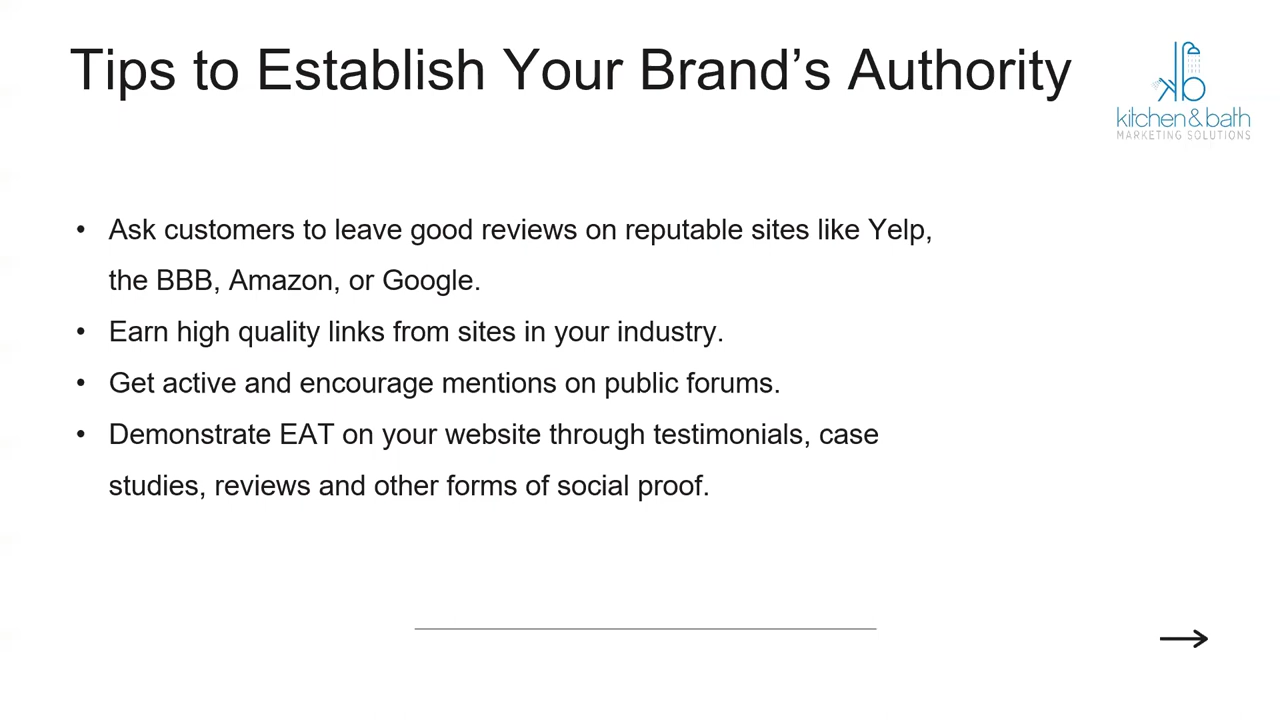 Tips to Establish Your Brand’s Authority
kitchen & bath
MARKETING SOLUTIONS
• Ask customers to leave good reviews on reputable sites like Yelp,
the BBB, Amazon, or Google.
• Earn high quality links from sites in your industry.
• Get active and encourage mentions on public forums.
• Demonstrate EAT on your website through testimonials, case
studies, reviews and other forms of social proof.